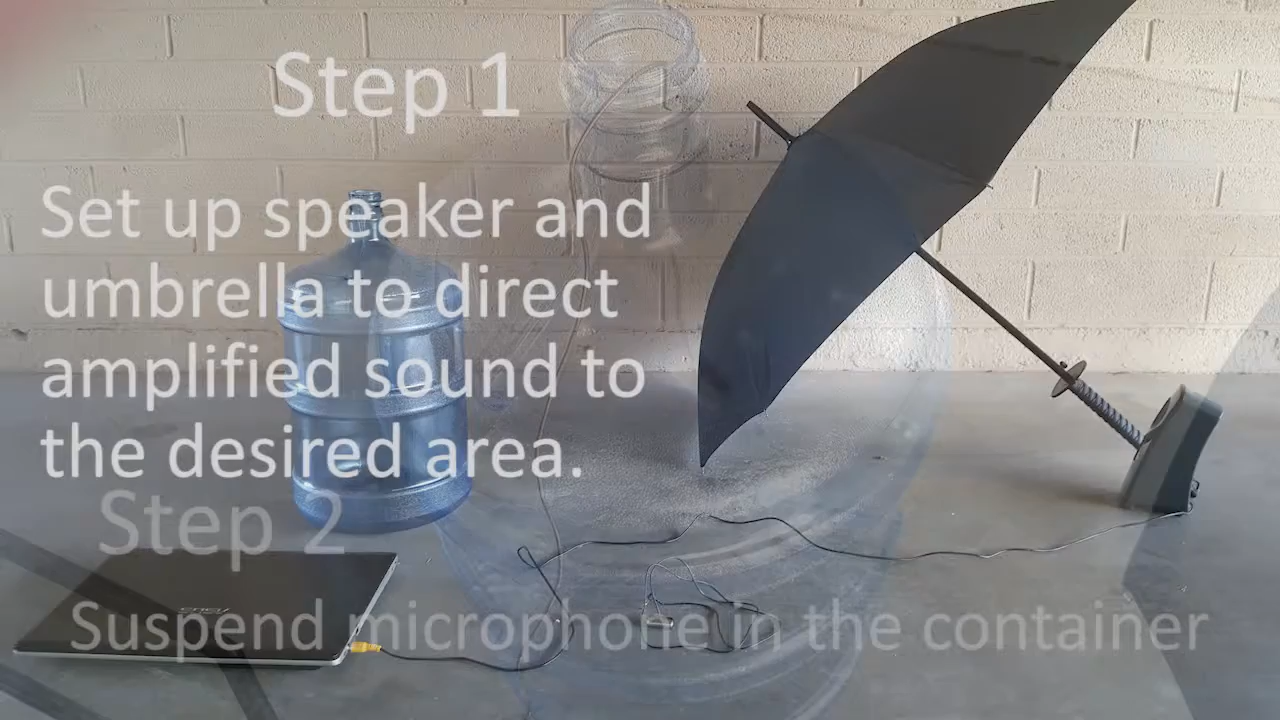 Step 1
Set up speaker and
umbrella to direct
amplified sound to
the desired area.
Step 2
Suspend microphone in the container
ASUS